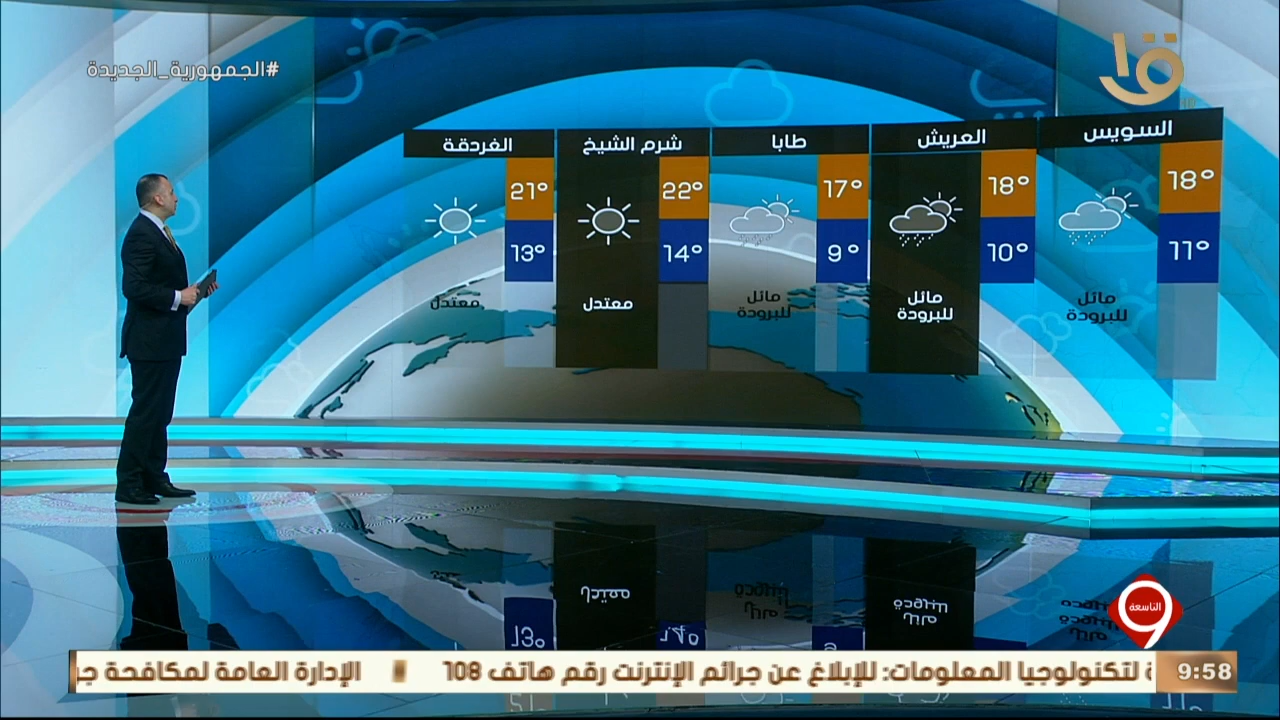 #الجمهورية_الجديدة
السويس
18°
11°
مائل
للبرودة
العريش
18°
10°
مائل
للبرودة
طابا
17°
9°
مائل
للبرودة
شرم الشيخ
22°
14°
معتدل
الغردقة
21°
13°
معتدل
التاسعة
9
9:58
ة لتكنولوجيا المعلومات: للإبلاغ عن جرائم الإنترنت رقم هاتف 108 الإدارة العامة لمكافحة جر